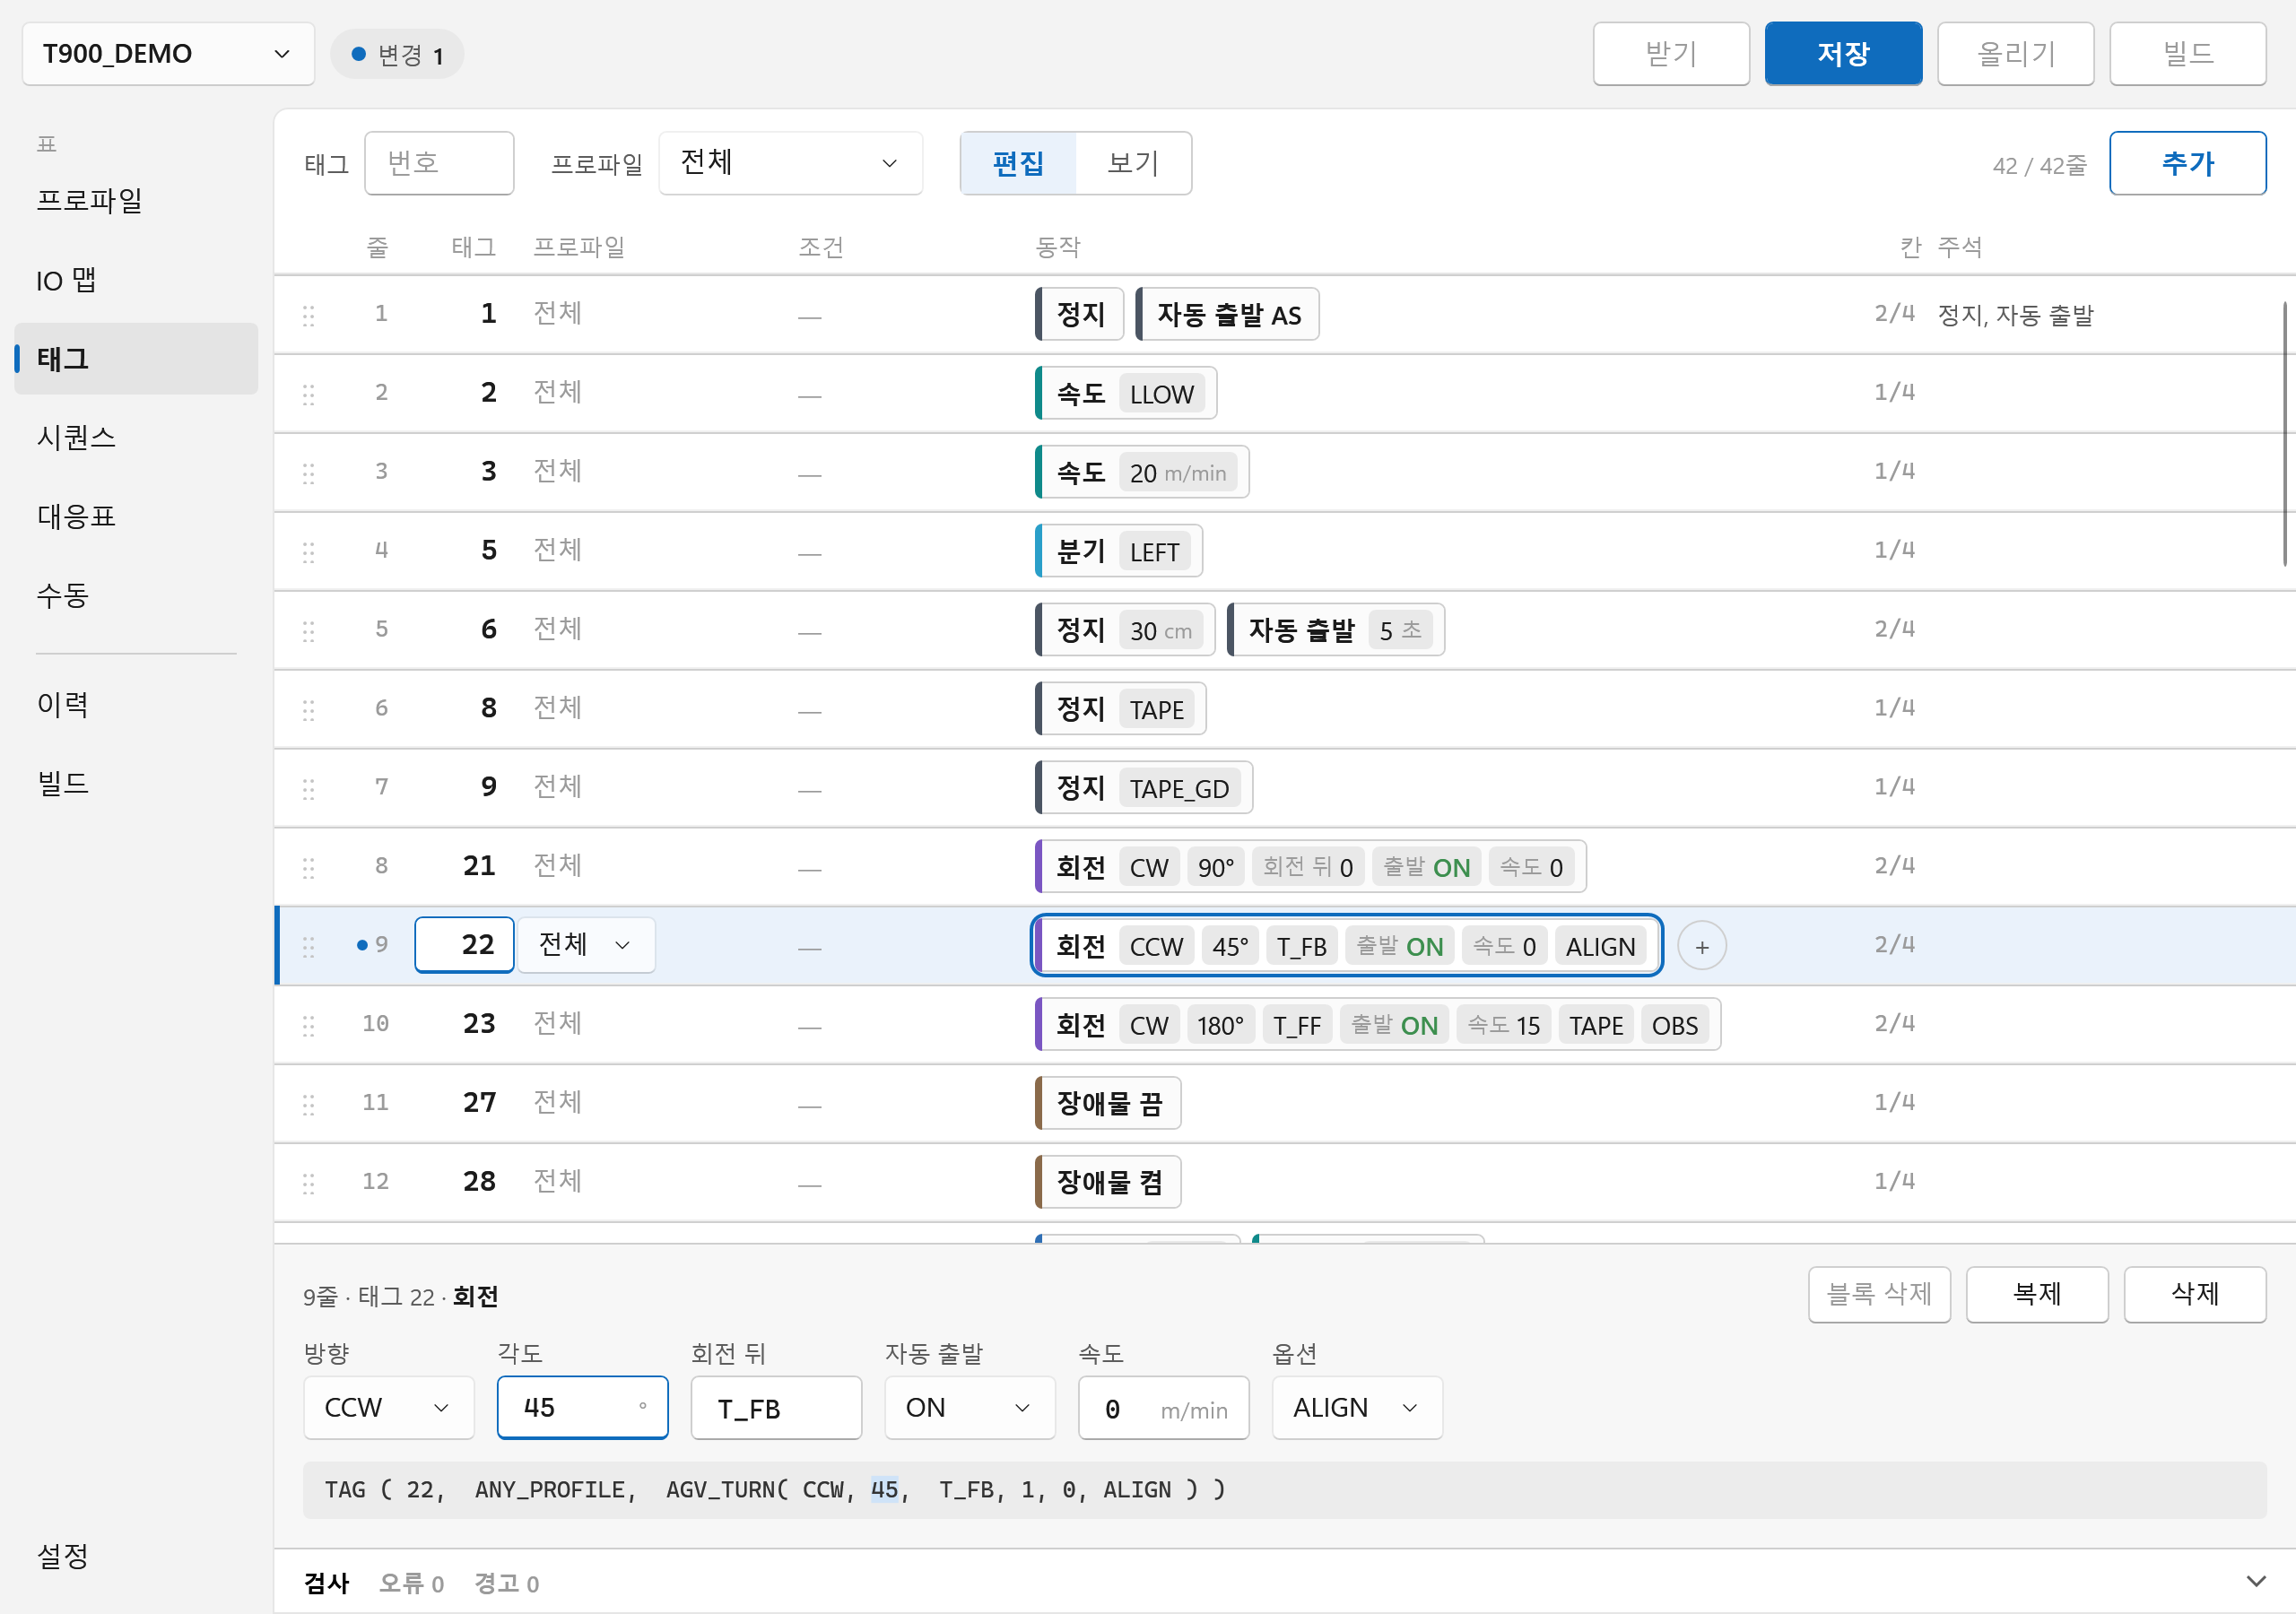 T900_DEMO 변경 1 받기 저장 올리기 빌드
표
프로파일
IO 맵
태그
시퀀스
대응표
수동
이력
빌드
설정
태그 번호 프로파일 전체 편집 보기 42 / 42줄 추가
줄 태그 프로파일 조건 동작 칸 주석
1 1 전체 — 정지 자동 출발 AS 2/4 정지, 자동 출발
2 2 전체 — 속도 LLOW 1/4
3 3 전체 — 속도 20 m/min 1/4
4 5 전체 — 분기 LEFT 1/4
5 6 전체 — 정지 30 cm 자동 출발 5 초 2/4
6 8 전체 — 정지 TAPE 1/4
7 9 전체 — 정지 TAPE_GD 1/4
8 21 전체 — 회전 CW 90° 회전 뒤 0 출발 ON 속도 0 2/4
9 22 전체 — 회전 CCW 45° T_FB 출발 ON 속도 0 ALIGN + 2/4
10 23 전체 — 회전 CW 180° T_FF 출발 ON 속도 15 TAPE OBS 2/4
11 27 전체 — 장애물 끔 1/4
12 28 전체 — 장애물 켬 1/4
9줄 · 태그 22 · 회전 블록 삭제 복제 삭제
방향 각도 회전 뒤 자동 출발 속도 옵션
CCW 45 ° T_FB ON 0 m/min ALIGN
TAG ( 22, ANY_PROFILE, AGV_TURN( CCW, 45, T_FB, 1, 0, ALIGN ) )
검사 오류 0 경고 0